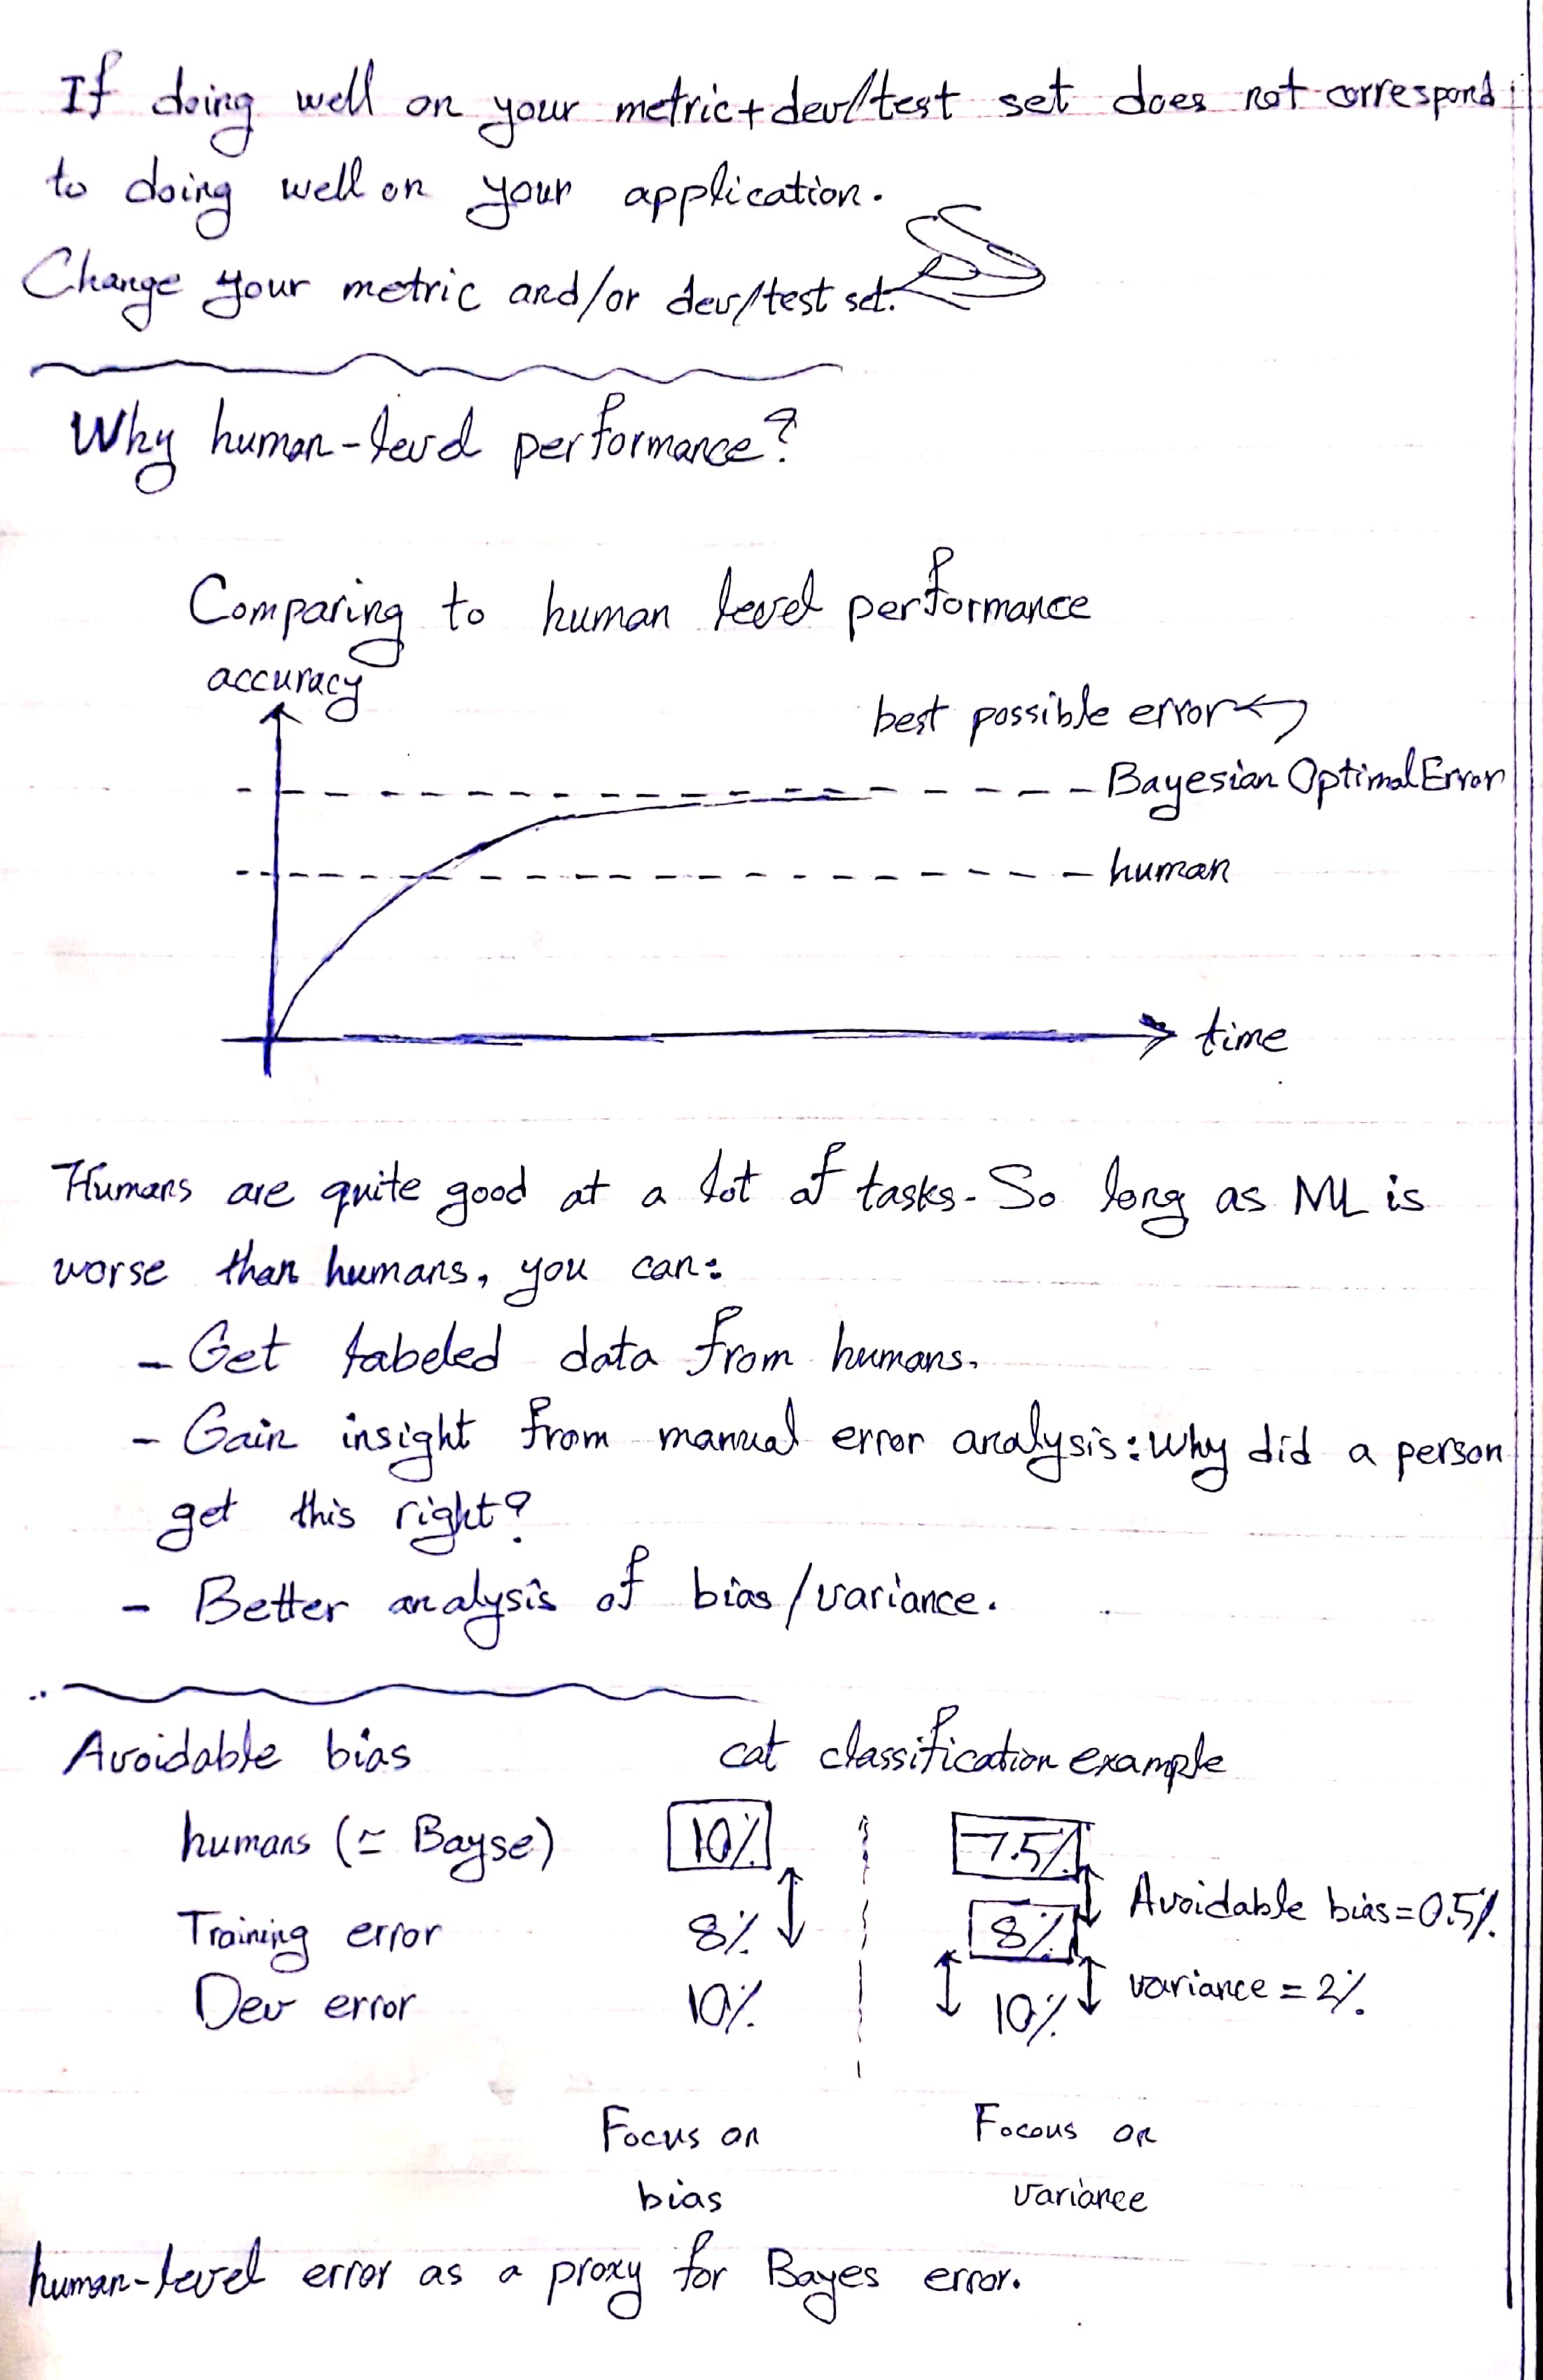 If doing well on your metric + dev/test set does not correspond
to doing well on your application.
Change your metric and/or dev/test set.
Why human-level performance?
Comparing to human level performance
accuracy
best possible error
Bayesian Optimal Error
human
time
Humans are quite good at a lot of tasks. So long as ML is
worse than humans, you can:
- Get labeled data from humans.
- Gain insight from manual error analysis: Why did a person
get this right?
- Better analysis of bias/variance.
Avoidable bias cat classification example
humans (≃ Bayse) 10% 7.5%
Avoidable bias = 0.5%
Training error 8% 8%
variance = 2%
Dev error 10% 10%
Focus on Focous on
bias variance
human-level error as a proxy for Bayes error.